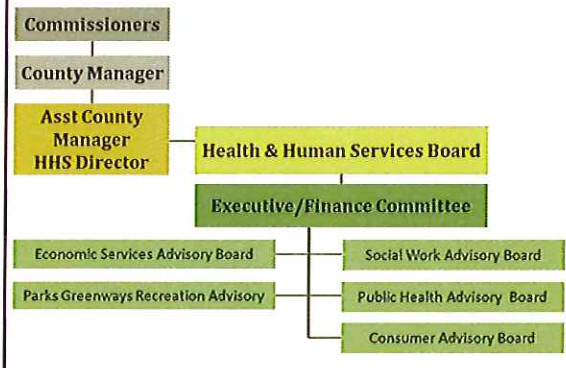 Commissioners
County Manager
Asst County
Manager
HHS Director
Health & Human Services Board
Executive/Finance Committee
Economic Services Advisory Board
Social Work Advisory Board
Parks Greenways Recreation Advisory
Public Health Advisory Board
Consumer Advisory Board